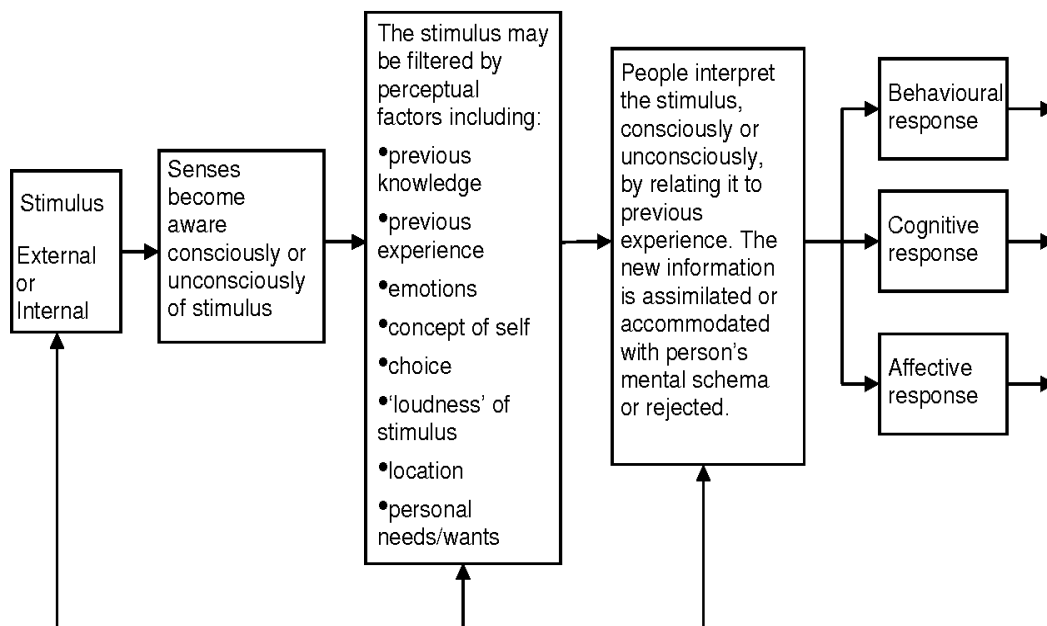 Stimulus
External
or
Internal
Senses
become
aware
consciously or
unconsciously
of stimulus
The stimulus may
be filtered by
perceptual
factors including:
•previous
knowledge
•previous
experience
•emotions
•concept of self
•choice
•‘loudness’ of
stimulus
•location
•personal
needs/wants
People interpret
the stimulus,
consciously or
unconsciously,
by relating it to
previous
experience. The
new information
is assimilated or
accommodated
with person’s
mental schema
or rejected.
Behavioural
response
Cognitive
response
Affective
response